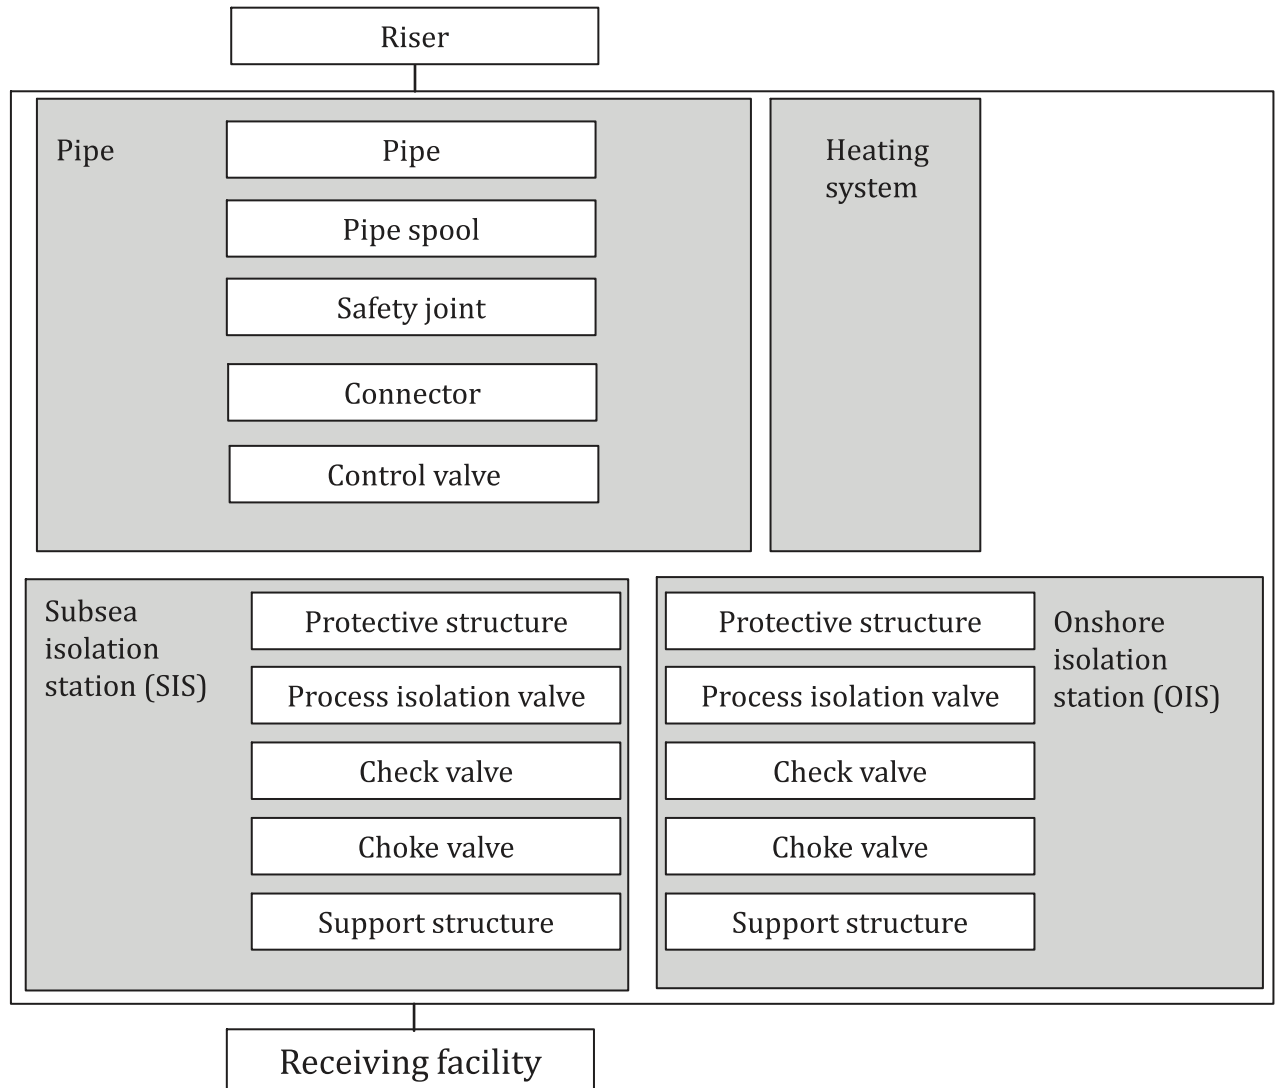 Riser
Pipe
Pipe
Pipe spool
Safety joint
Connector
Control valve
Heating
system
Subsea
isolation
station (SIS)
Protective structure
Process isolation valve
Check valve
Choke valve
Support structure
Protective structure
Process isolation valve
Check valve
Choke valve
Support structure
Onshore
isolation
station (OIS)
Receiving facility